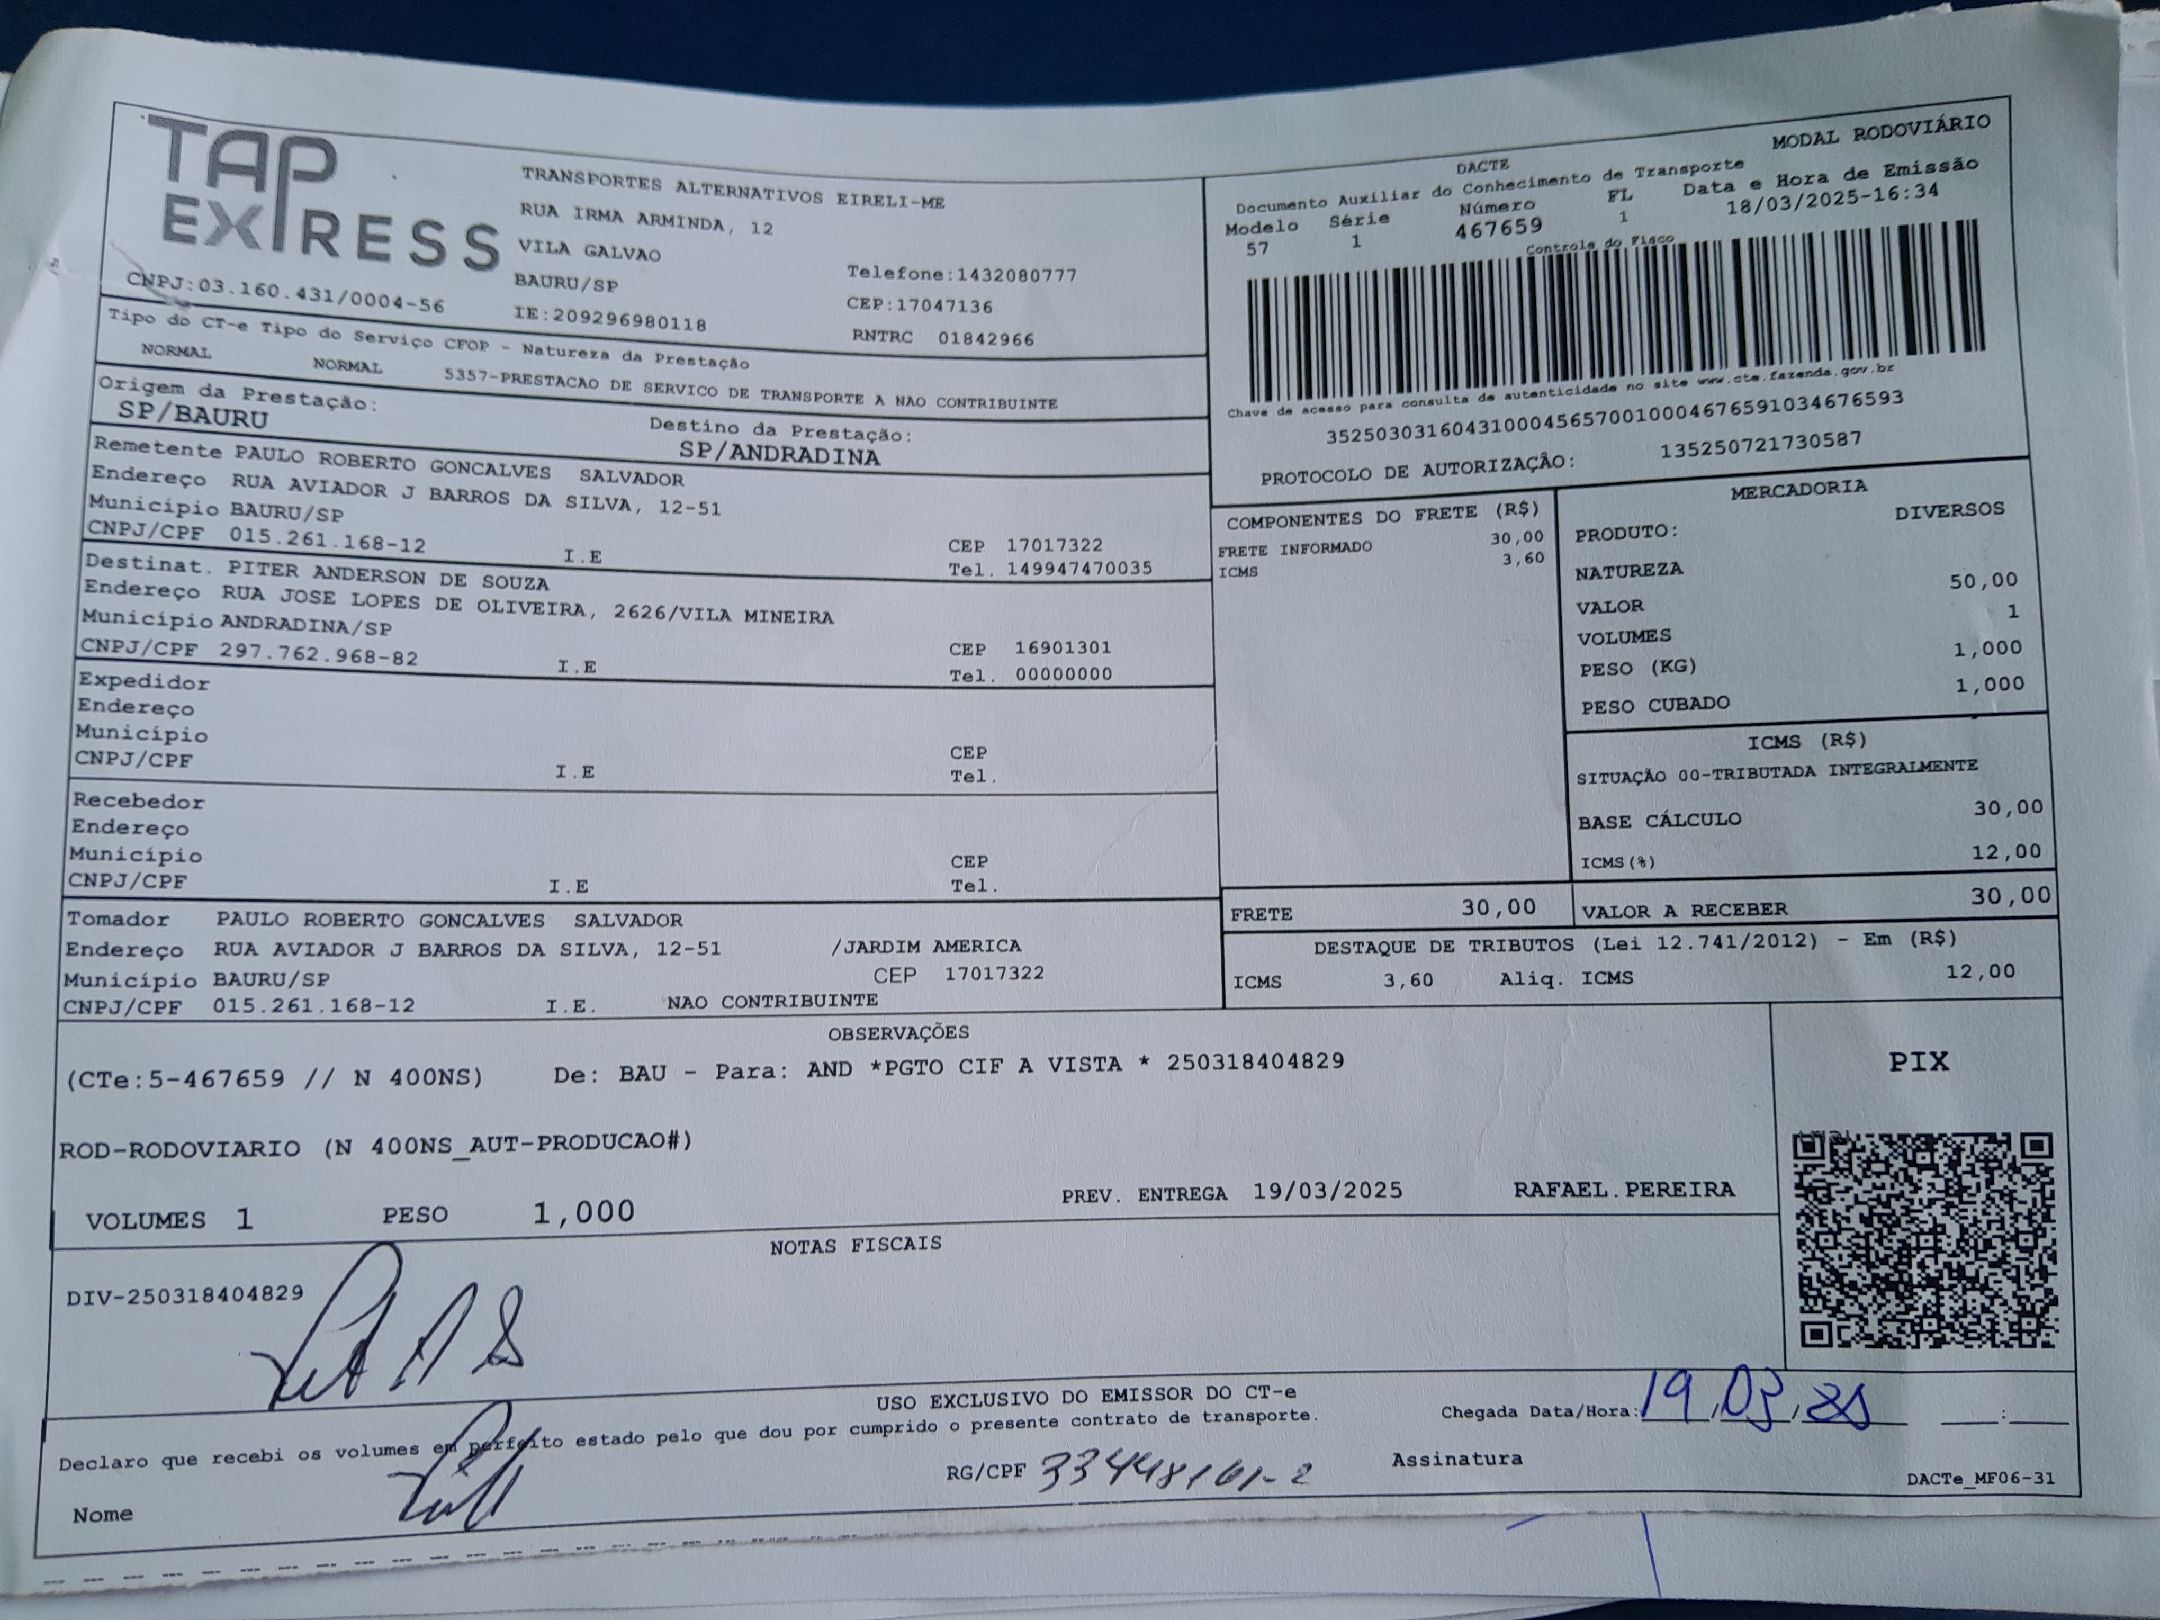 TAP EXPRESS
CNPJ:03.160.431/0004-56
TRANSPORTES ALTERNATIVOS EIRELI-ME
RUA IRMA ARMINDA, 12
VILA GALVAO
BAURU/SP
IE:209296980118
Telefone:1432080777
CEP:17047136
RNTRC 01842966
MODAL RODOVIÁRIO
DACTE
Documento Auxiliar do Conhecimento de Transporte
Modelo Série Número FL Data e Hora de Emissão
57 1 467659 1 18/03/2025-16:34
Controle do Fisco
Chave de acesso para consulta de autenticidade no site www.cte.fazenda.gov.br
35250303160431000456570010004676591034676593
PROTOCOLO DE AUTORIZAÇÃO: 135250721730587
Tipo do CT-e Tipo do Serviço CFOP - Natureza da Prestação
NORMAL NORMAL 5357-PRESTACAO DE SERVICO DE TRANSPORTE A NAO CONTRIBUINTE
Origem da Prestação: Destino da Prestação:
SP/BAURU SP/ANDRADINA
Remetente PAULO ROBERTO GONCALVES SALVADOR
Endereço RUA AVIADOR J BARROS DA SILVA, 12-51
Município BAURU/SP CEP 17017322
CNPJ/CPF 015.261.168-12 I.E Tel. 149947470035
Destinat. PITER ANDERSON DE SOUZA
Endereço RUA JOSE LOPES DE OLIVEIRA, 2626/VILA MINEIRA
Município ANDRADINA/SP CEP 16901301
CNPJ/CPF 297.762.968-82 I.E Tel. 00000000
Expedidor
Endereço
Município CEP
CNPJ/CPF I.E Tel.
Recebedor
Endereço
Município CEP
CNPJ/CPF I.E Tel.
Tomador PAULO ROBERTO GONCALVES SALVADOR
Endereço RUA AVIADOR J BARROS DA SILVA, 12-51 /JARDIM AMERICA
Município BAURU/SP CEP 17017322
CNPJ/CPF 015.261.168-12 I.E. NAO CONTRIBUINTE
COMPONENTES DO FRETE (R$)
FRETE INFORMADO 30,00
ICMS 3,60
MERCADORIA
PRODUTO: DIVERSOS
NATUREZA
VALOR 50,00
VOLUMES 1
PESO (KG) 1,000
PESO CUBADO 1,000
ICMS (R$)
SITUAÇÃO 00-TRIBUTADA INTEGRALMENTE
BASE CÁLCULO 30,00
ICMS(%) 12,00
FRETE 30,00 VALOR A RECEBER 30,00
DESTAQUE DE TRIBUTOS (Lei 12.741/2012) - Em (R$)
ICMS 3,60 Aliq. ICMS 12,00
OBSERVAÇÕES
(CTe:5-467659 // N 400NS) De: BAU - Para: AND *PGTO CIF A VISTA * 250318404829
ROD-RODOVIARIO (N 400NS_AUT-PRODUCAO#)
VOLUMES 1 PESO 1,000 PREV. ENTREGA 19/03/2025 RAFAEL.PEREIRA
PIX
NOTAS FISCAIS
DIV-250318404829
USO EXCLUSIVO DO EMISSOR DO CT-e
Declaro que recebi os volumes em perfeito estado pelo que dou por cumprido o presente contrato de transporte.
Chegada Data/Hora: 19,03, :
Nome RG/CPF 33448161-2 Assinatura
DACTe_MF06-31